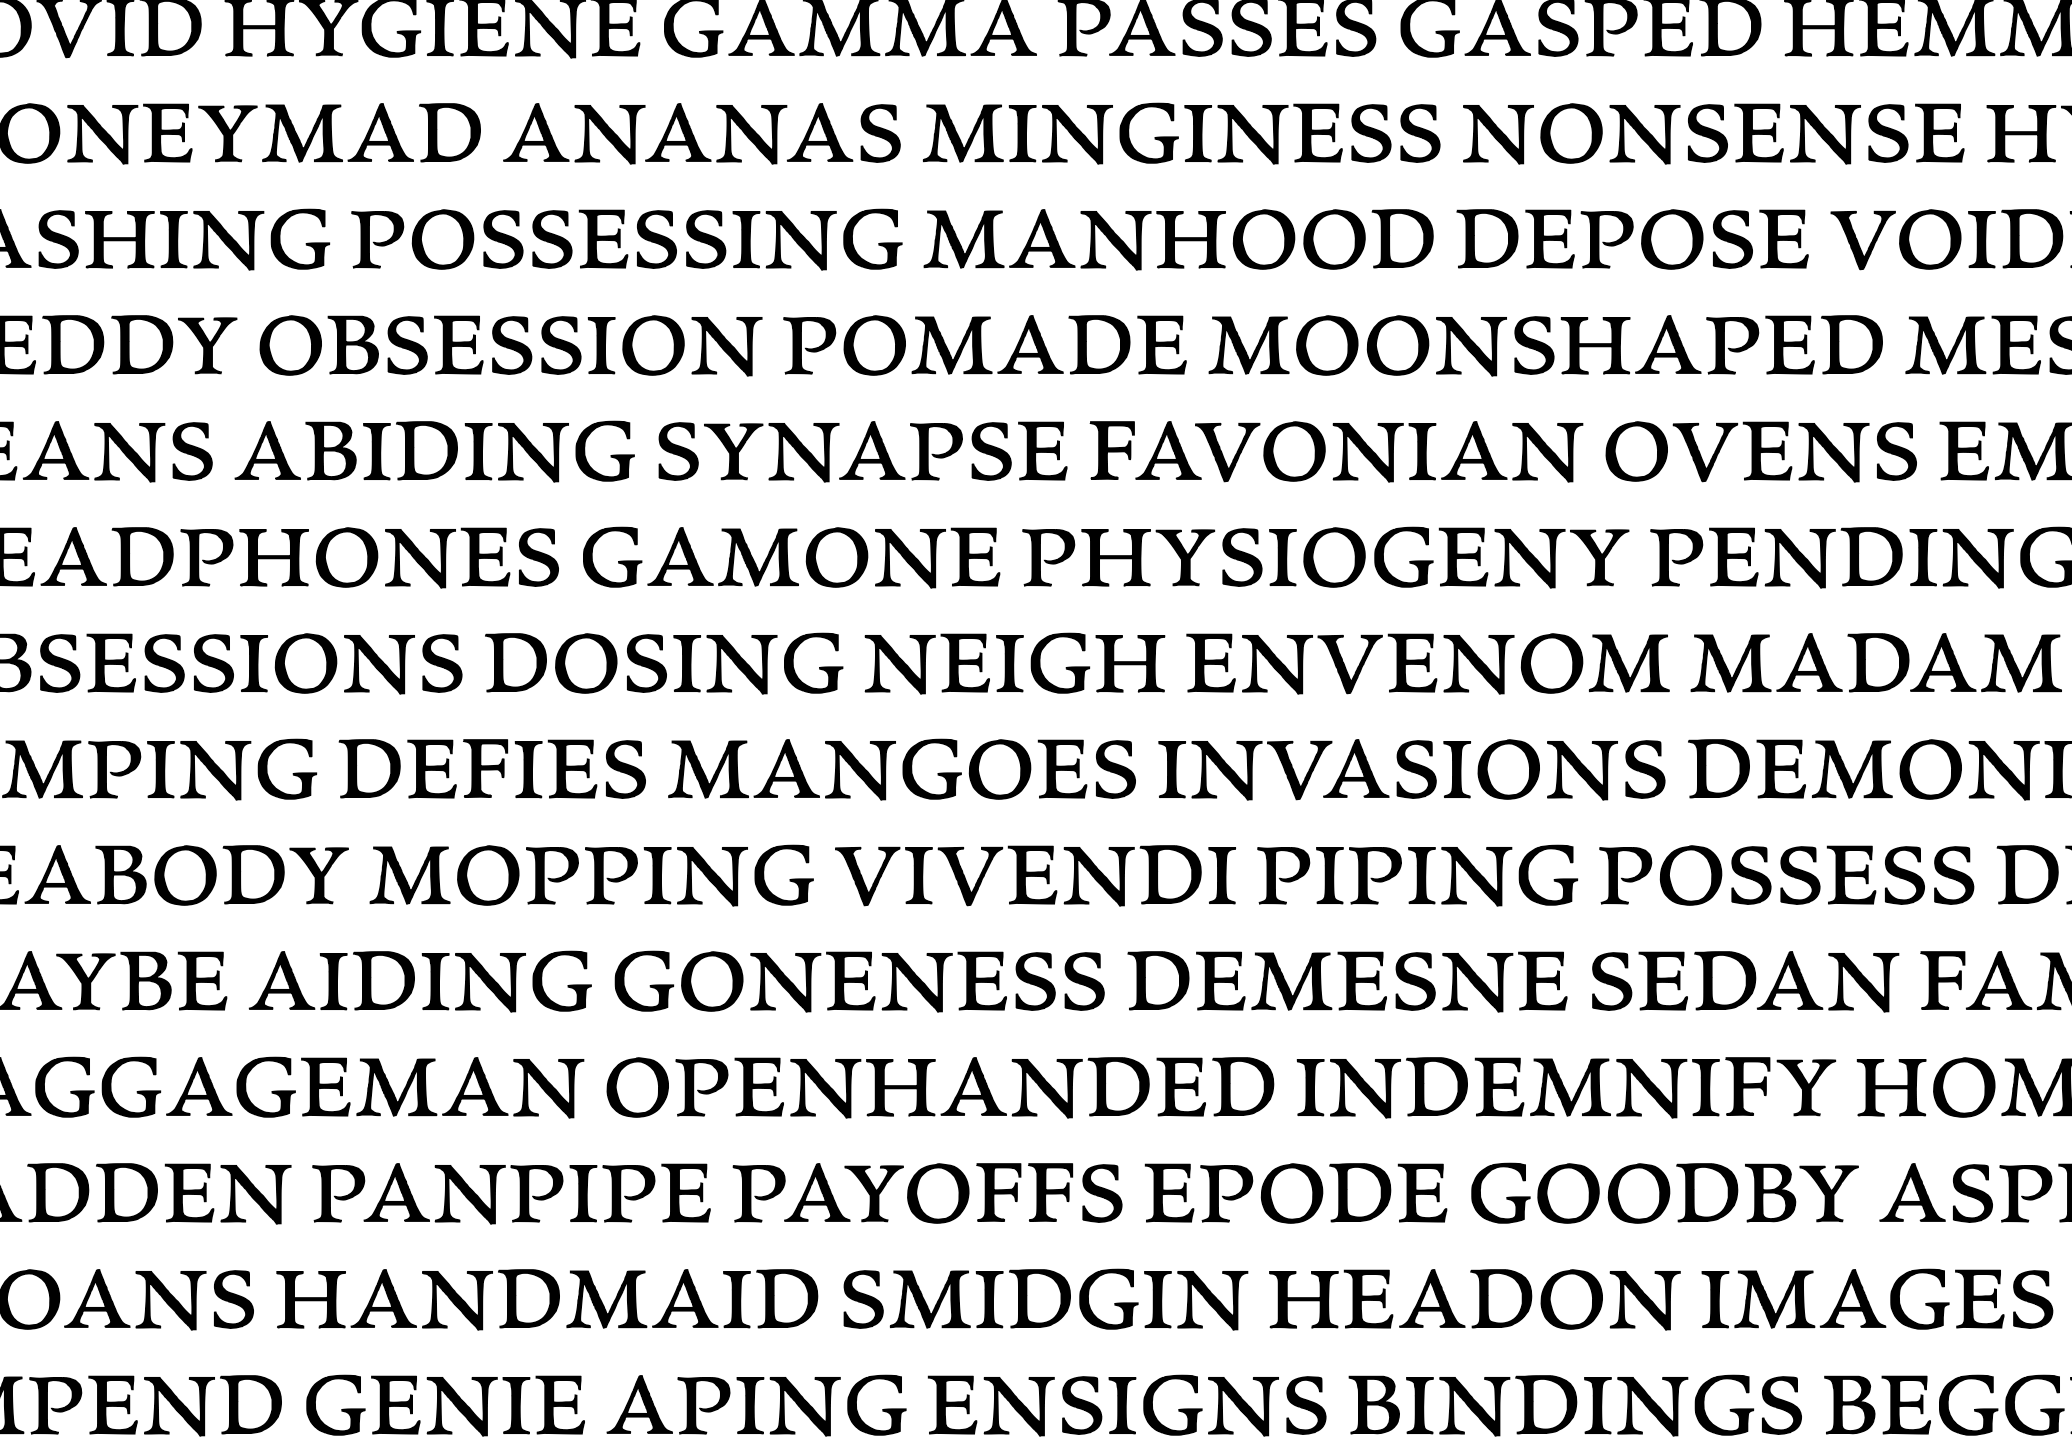 OVID HYGIENE GAMMA PASSES GASPED HEMM
ONEYMAD ANANAS MINGINESS NONSENSE HY
ASHING POSSESSING MANHOOD DEPOSE VOID
EDDY OBSESSION POMADE MOONSHAPED MES
EANS ABIDING SYNAPSE FAVONIAN OVENS EM
EADPHONES GAMONE PHYSIOGENY PENDING
BSESSIONS DOSING NEIGH ENVENOM MADAM
MPING DEFIES MANGOES INVASIONS DEMONI
EABODY MOPPING VIVENDI PIPING POSSESS
AYBE AIDING GONENESS DEMESNE SEDAN FAM
AGGAGEMAN OPENHANDED INDEMNIFY HOM
ADDEN PANPIPE PAYOFFS EPODE GOODBY ASP
OANS HANDMAID SMIDGIN HEADON IMAGES
MPEND GENIE APING ENSIGNS BINDINGS BEGG